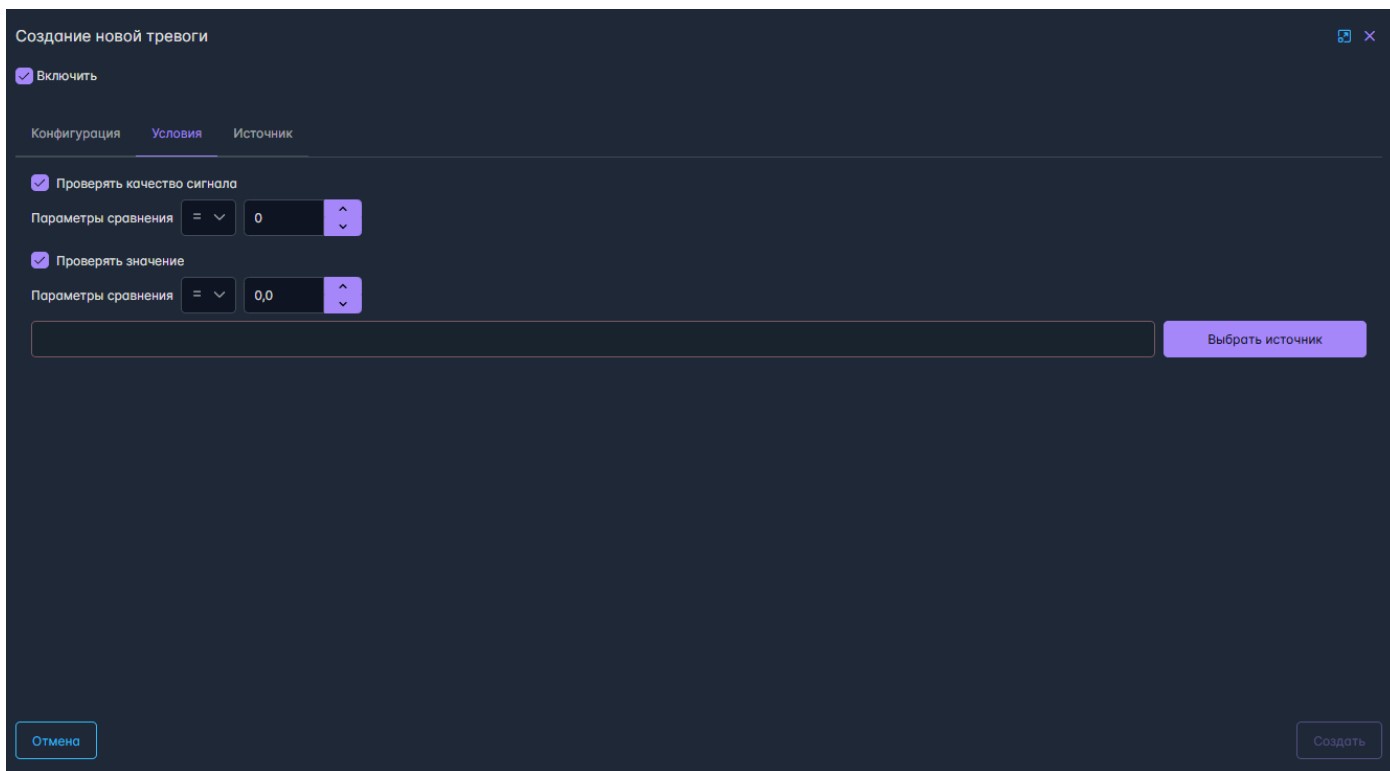 Создание новой тревоги
Включить
Конфигурация Условия Источник
Проверять качество сигнала
Параметры сравнения = 0
Проверять значение
Параметры сравнения = 0,0
Выбрать источник
Отмена Создать